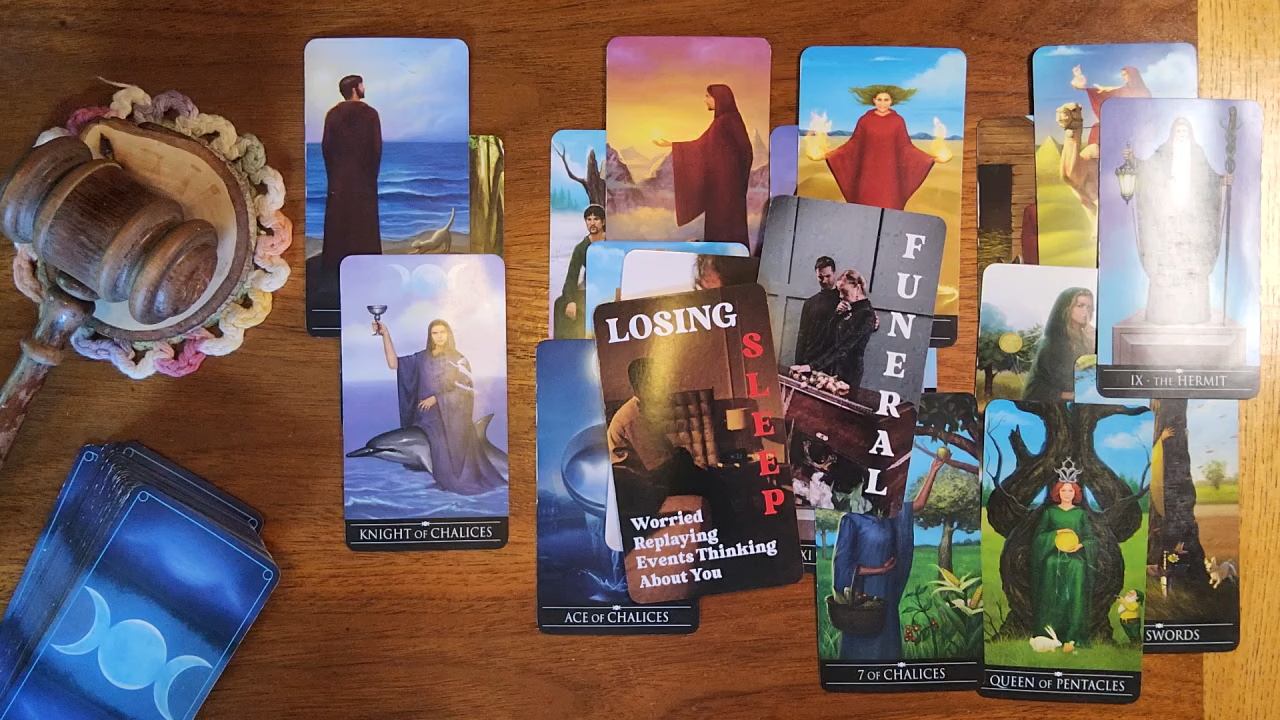 KNIGHT OF CHALICES
LOSING
SLEEP
Worried
Replaying
Events Thinking
About You
ACE OF CHALICES
FUNERAL
XI
7 OF CHALICES
IX · THE HERMIT
QUEEN OF PENTACLES
SWORDS